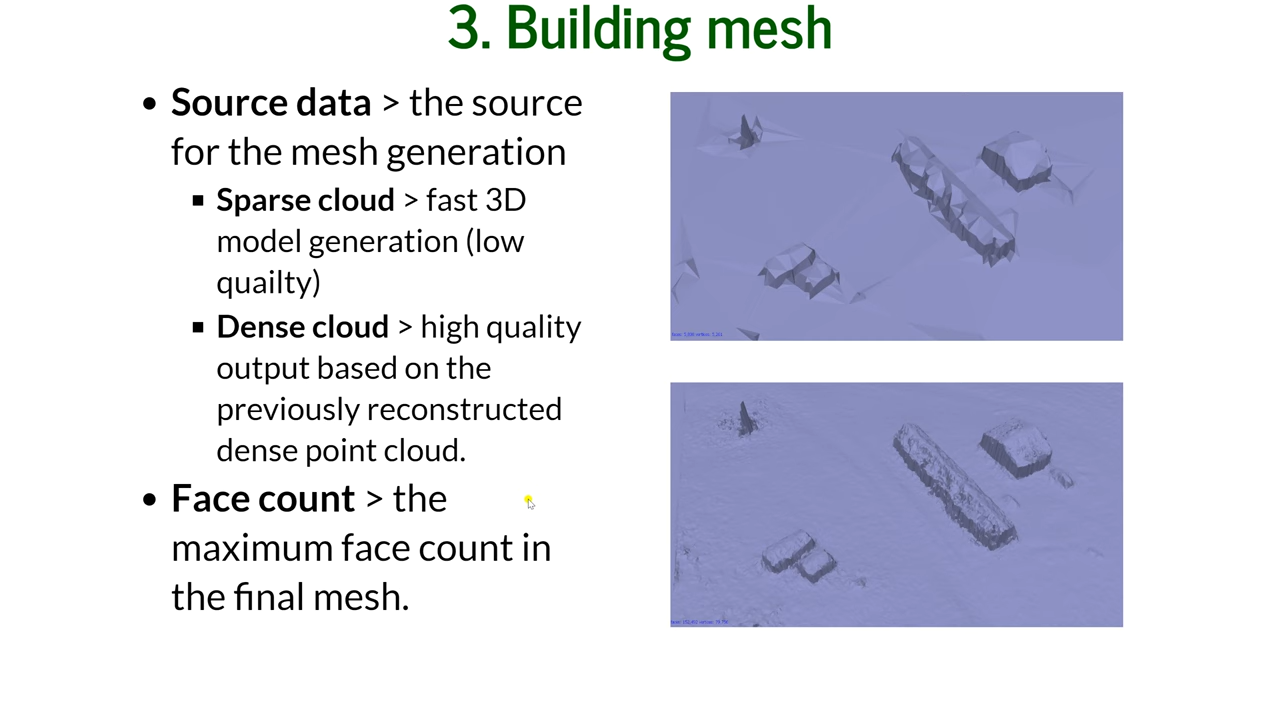 3. Building mesh
• Source data > the source
for the mesh generation
▪ Sparse cloud > fast 3D
model generation (low
quailty)
▪ Dense cloud > high quality
output based on the
previously reconstructed
dense point cloud.
• Face count > the
maximum face count in
the final mesh.